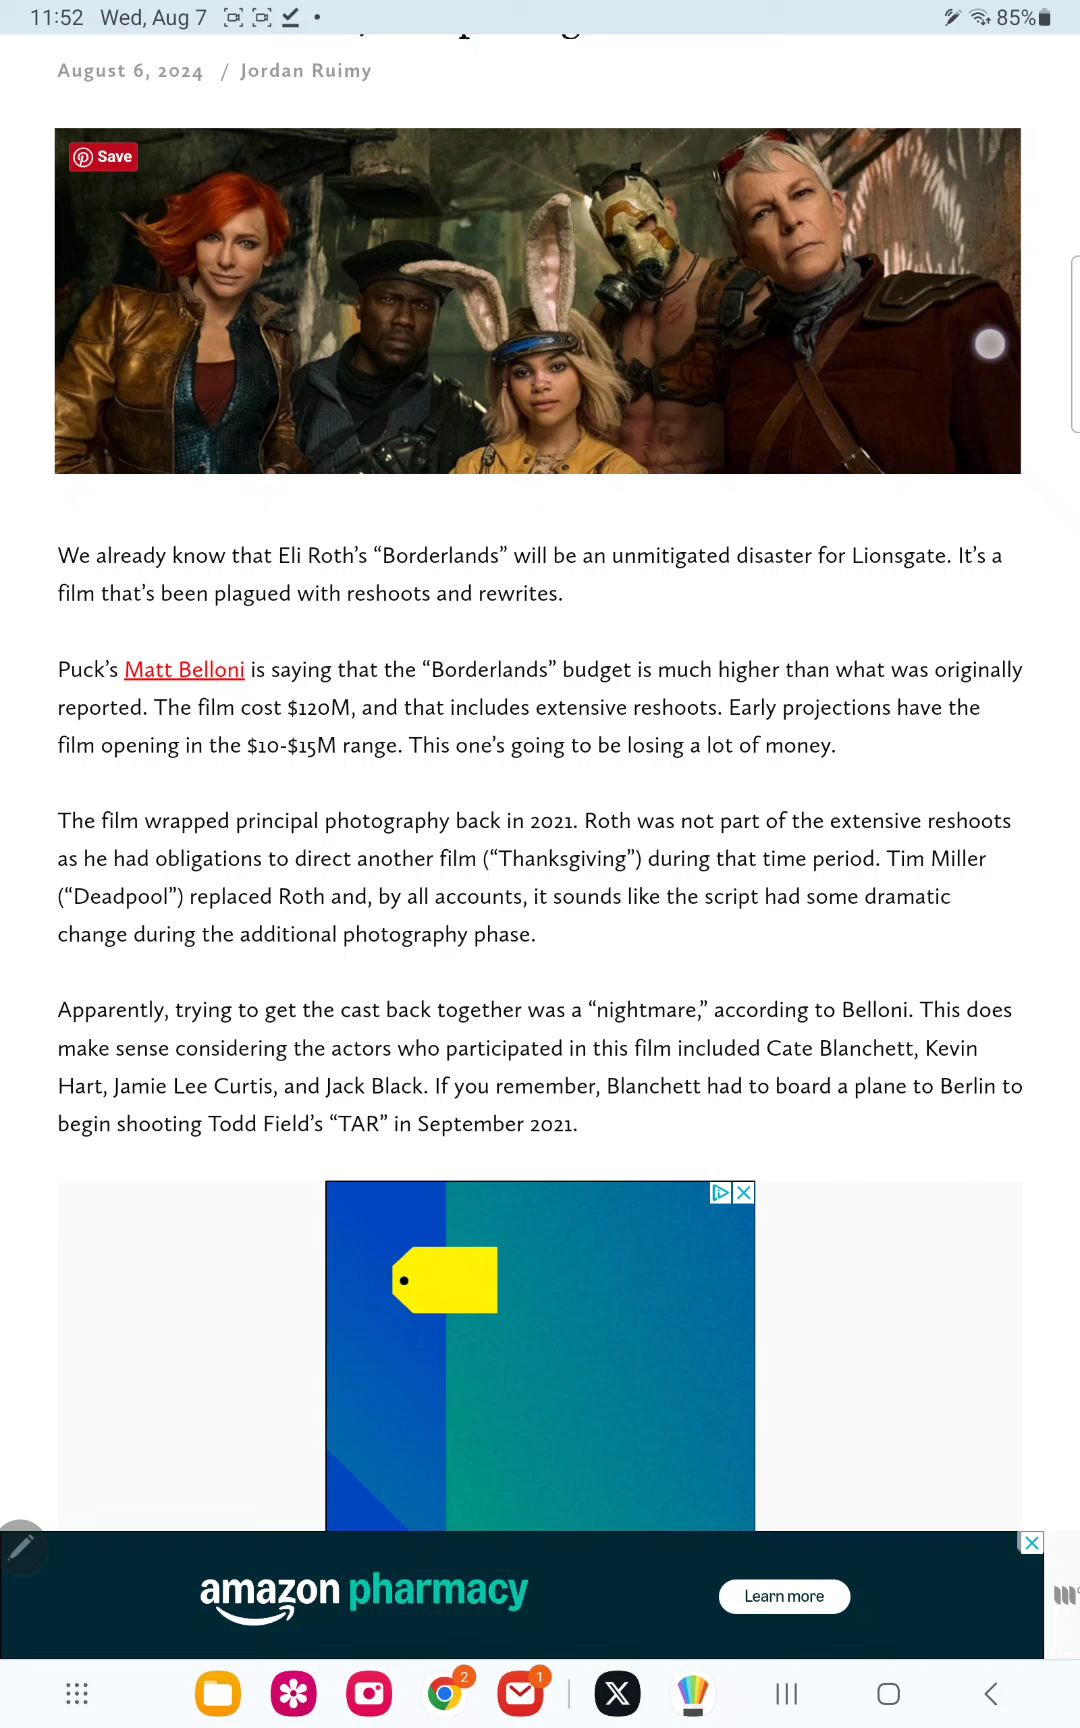 11:52 Wed, Aug 7
85%
August 6, 2024 / Jordan Ruimy
Save
We already know that Eli Roth’s “Borderlands” will be an unmitigated disaster for Lionsgate. It’s a
film that’s been plagued with reshoots and rewrites.
Puck’s Matt Belloni is saying that the “Borderlands” budget is much higher than what was originally
reported. The film cost $120M, and that includes extensive reshoots. Early projections have the
film opening in the $10-$15M range. This one’s going to be losing a lot of money.
The film wrapped principal photography back in 2021. Roth was not part of the extensive reshoots
as he had obligations to direct another film (“Thanksgiving”) during that time period. Tim Miller
(“Deadpool”) replaced Roth and, by all accounts, it sounds like the script had some dramatic
change during the additional photography phase.
Apparently, trying to get the cast back together was a “nightmare,” according to Belloni. This does
make sense considering the actors who participated in this film included Cate Blanchett, Kevin
Hart, Jamie Lee Curtis, and Jack Black. If you remember, Blanchett had to board a plane to Berlin to
begin shooting Todd Field’s “TAR” in September 2021.
amazon pharmacy
Learn more
2
1